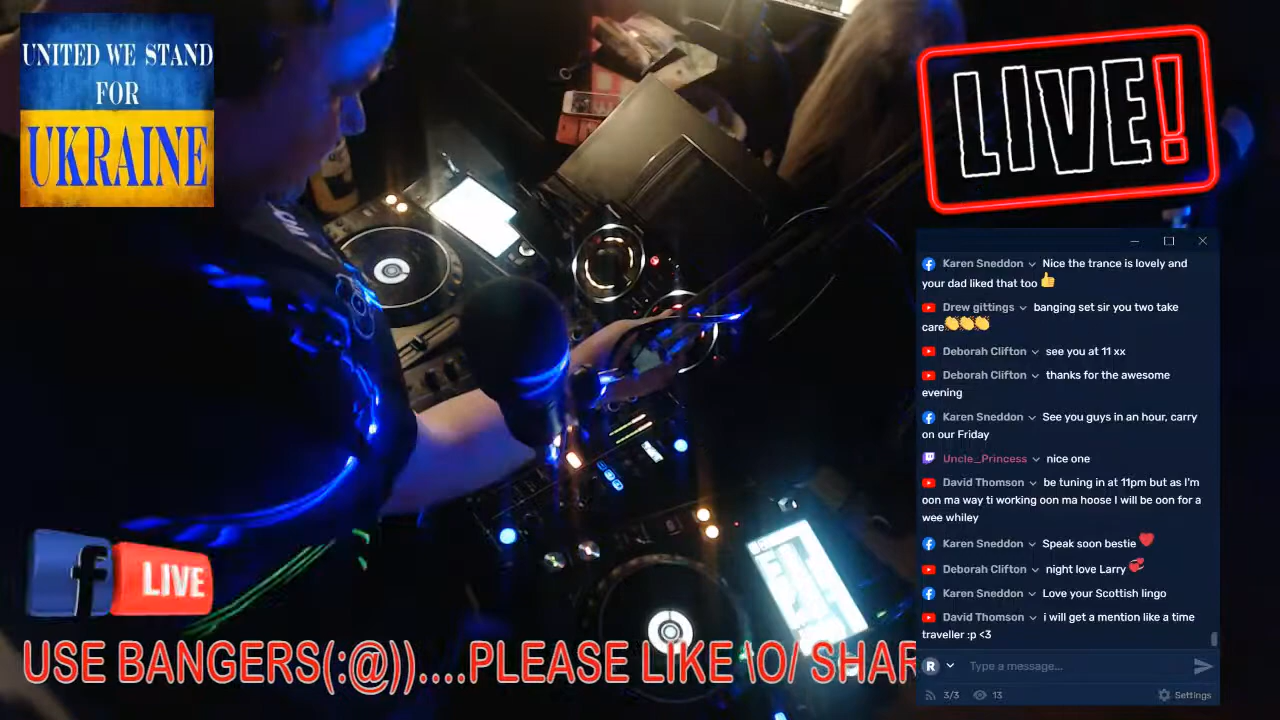 UNITED WE STAND
FOR
UKRAINE
LIVE!
Karen Sneddon Nice the trance is lovely and
your dad liked that too 👍
Drew gittings banging set sir you two take
care👏👏👏
Deborah Clifton see you at 11 xx
Deborah Clifton thanks for the awesome
evening
Karen Sneddon See you guys in an hour, carry
on our Friday
Uncle_Princess nice one
David Thomson be tuning in at 11pm but as I'm
oon ma way ti working oon ma hoose I will be oon for a
wee whiley
Karen Sneddon Speak soon bestie ❤️
Deborah Clifton night love Larry 💞
Karen Sneddon Love your Scottish lingo
David Thomson i will get a mention like a time
traveller :p <3
R Type a message...
3/3 13 Settings
f LIVE
USE BANGERS(:@))....PLEASE LIKE \O/ SHAR